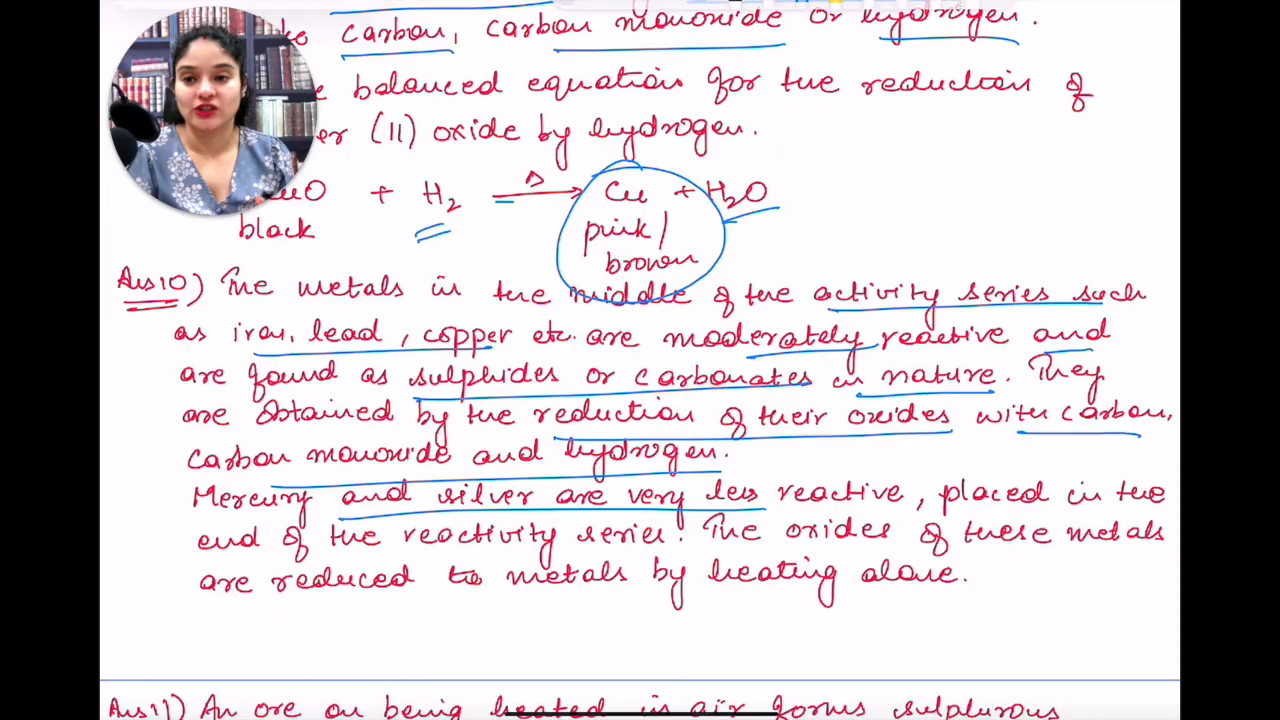 carbon, carbon monoxide or hydrogen.
balanced equation for the reduction of
(II) oxide by hydrogen.
CuO + H2 Δ→ Cu + H2O
black pink/
brown
Ans10) The metals in the middle of the activity series such
as iron, lead, copper etc. are moderately reactive and
are found as sulphides or carbonates in nature. They
are obtained by the reduction of their oxides with carbon,
carbon monoxide and hydrogen.
Mercury and silver are very less reactive, placed in the
end of the reactivity series. The oxides of these metals
are reduced to metals by heating alone.
Ans11) An ore on being heated in air forms sulphurous